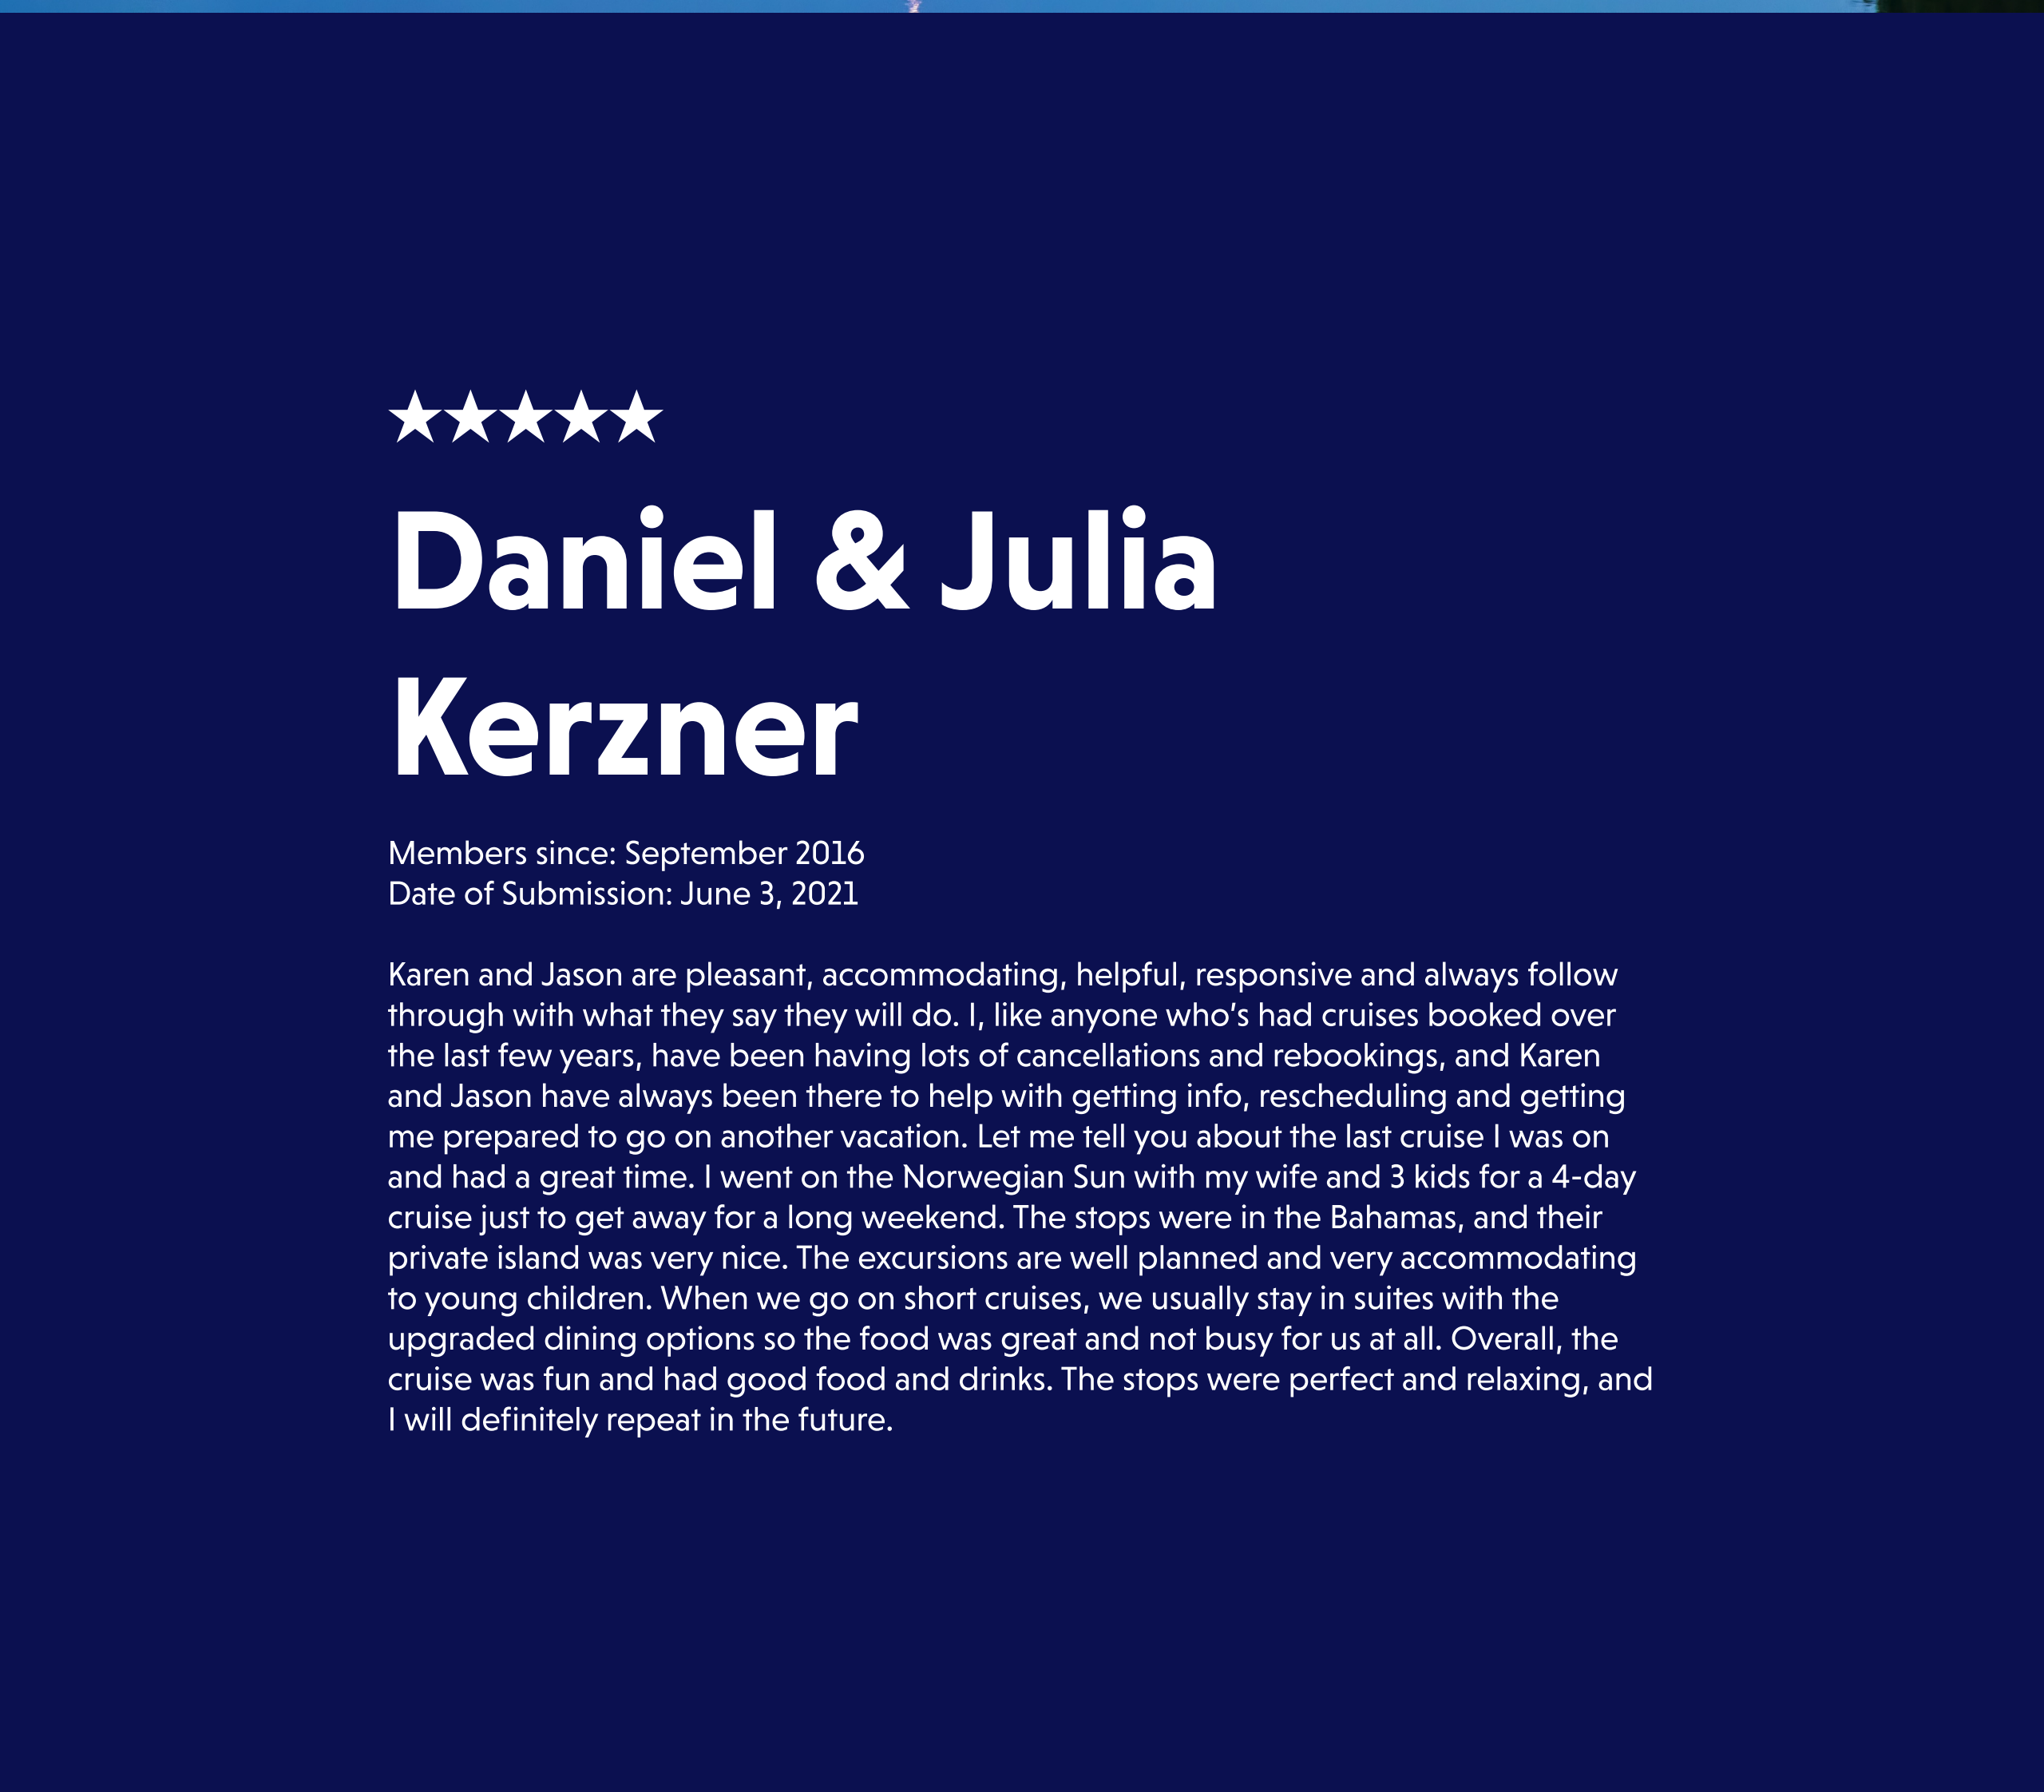 ★★★★★
Daniel & Julia
Kerzner
Members since: September 2016
Date of Submission: June 3, 2021
Karen and Jason are pleasant, accommodating, helpful, responsive and always follow
through with what they say they will do. I, like anyone who’s had cruises booked over
the last few years, have been having lots of cancellations and rebookings, and Karen
and Jason have always been there to help with getting info, rescheduling and getting
me prepared to go on another vacation. Let me tell you about the last cruise I was on
and had a great time. I went on the Norwegian Sun with my wife and 3 kids for a 4-day
cruise just to get away for a long weekend. The stops were in the Bahamas, and their
private island was very nice. The excursions are well planned and very accommodating
to young children. When we go on short cruises, we usually stay in suites with the
upgraded dining options so the food was great and not busy for us at all. Overall, the
cruise was fun and had good food and drinks. The stops were perfect and relaxing, and
I will definitely repeat in the future.